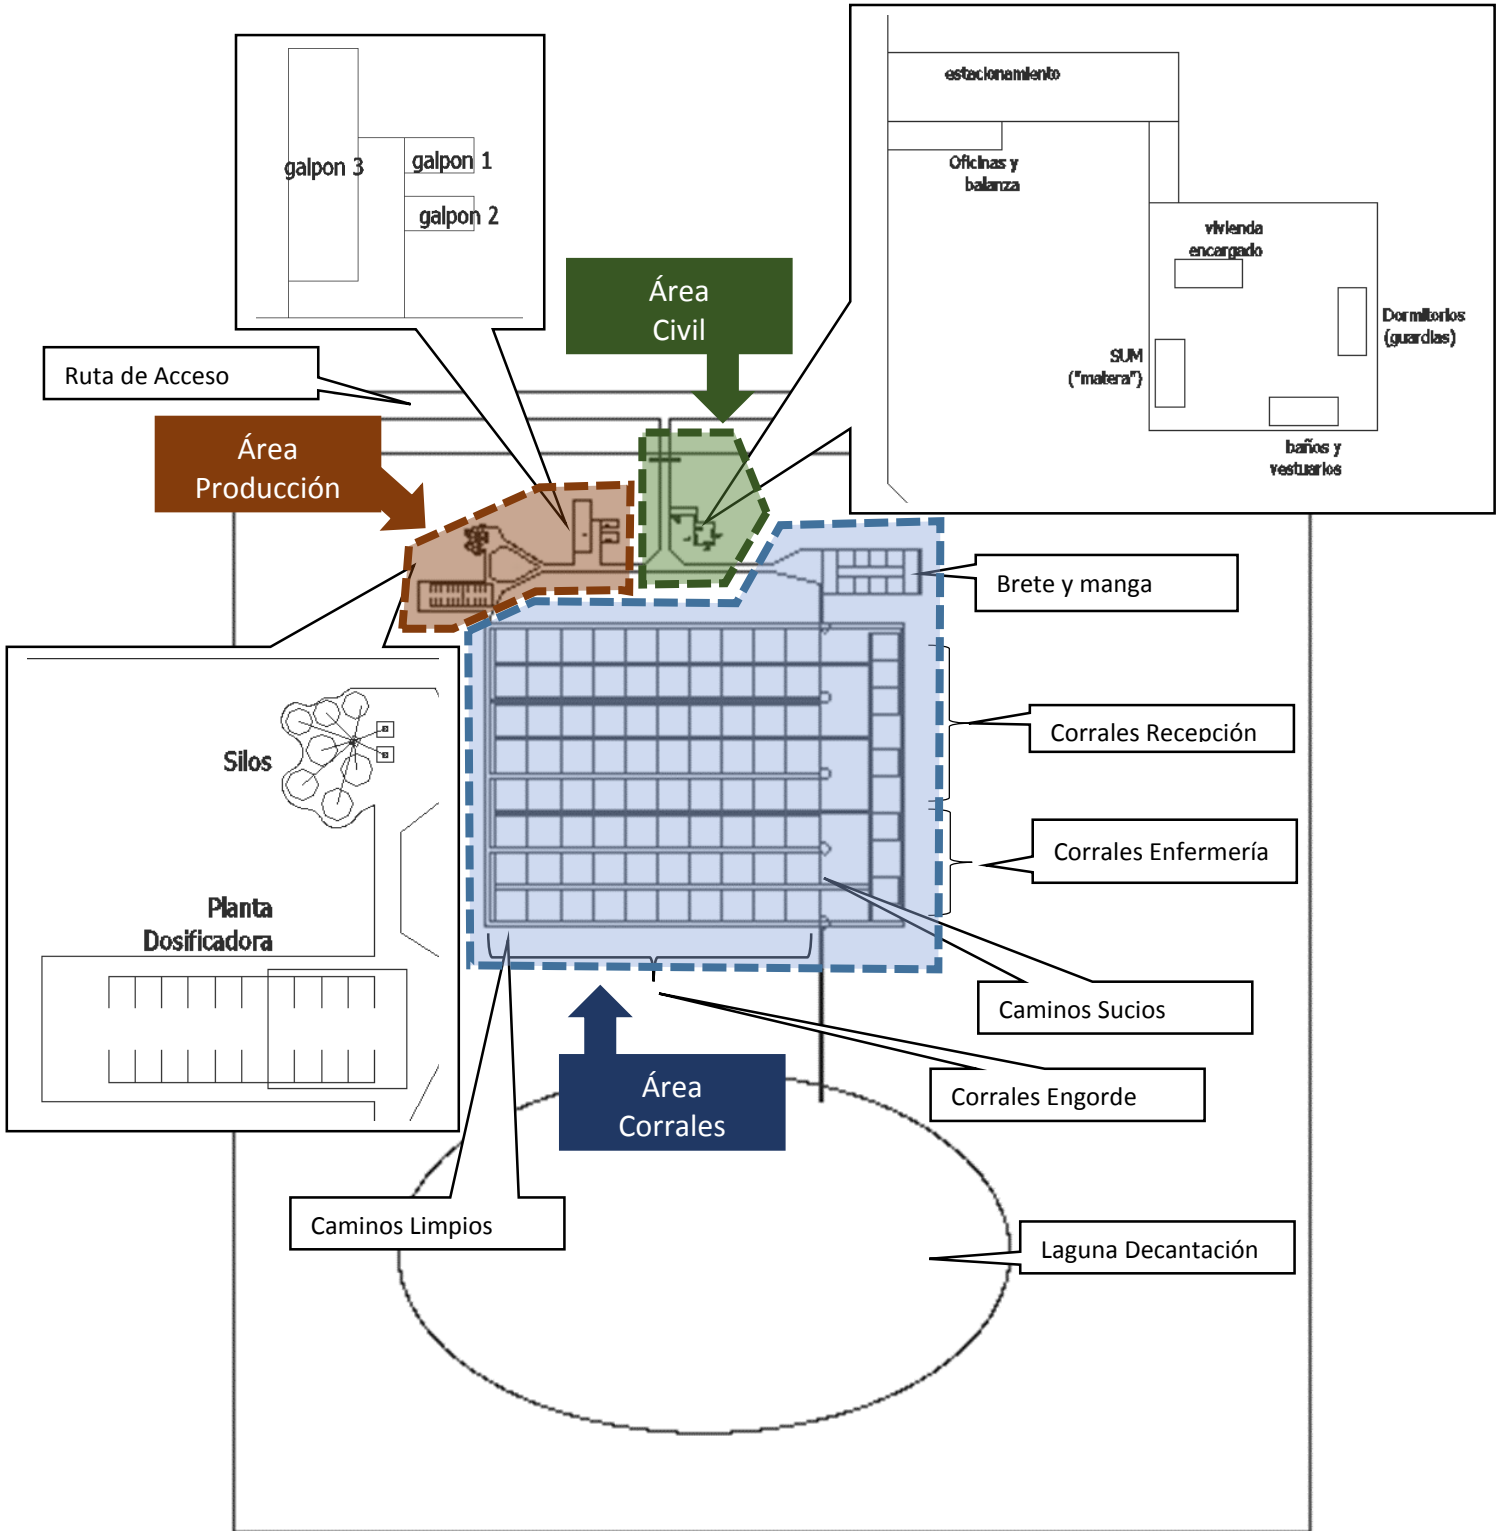 estacionamiento
Oficinas y
balanza
vivienda
encargado
Dormitorios
(guardias)
SUM
("matera")
baños y
vestuarios
galpon 3
galpon 1
galpon 2
Área
Civil
Ruta de Acceso
Área
Producción
Brete y manga
Corrales Recepción
Corrales Enfermería
Silos
Planta
Dosificadora
Caminos Sucios
Corrales Engorde
Área
Corrales
Caminos Limpios
Laguna Decantación